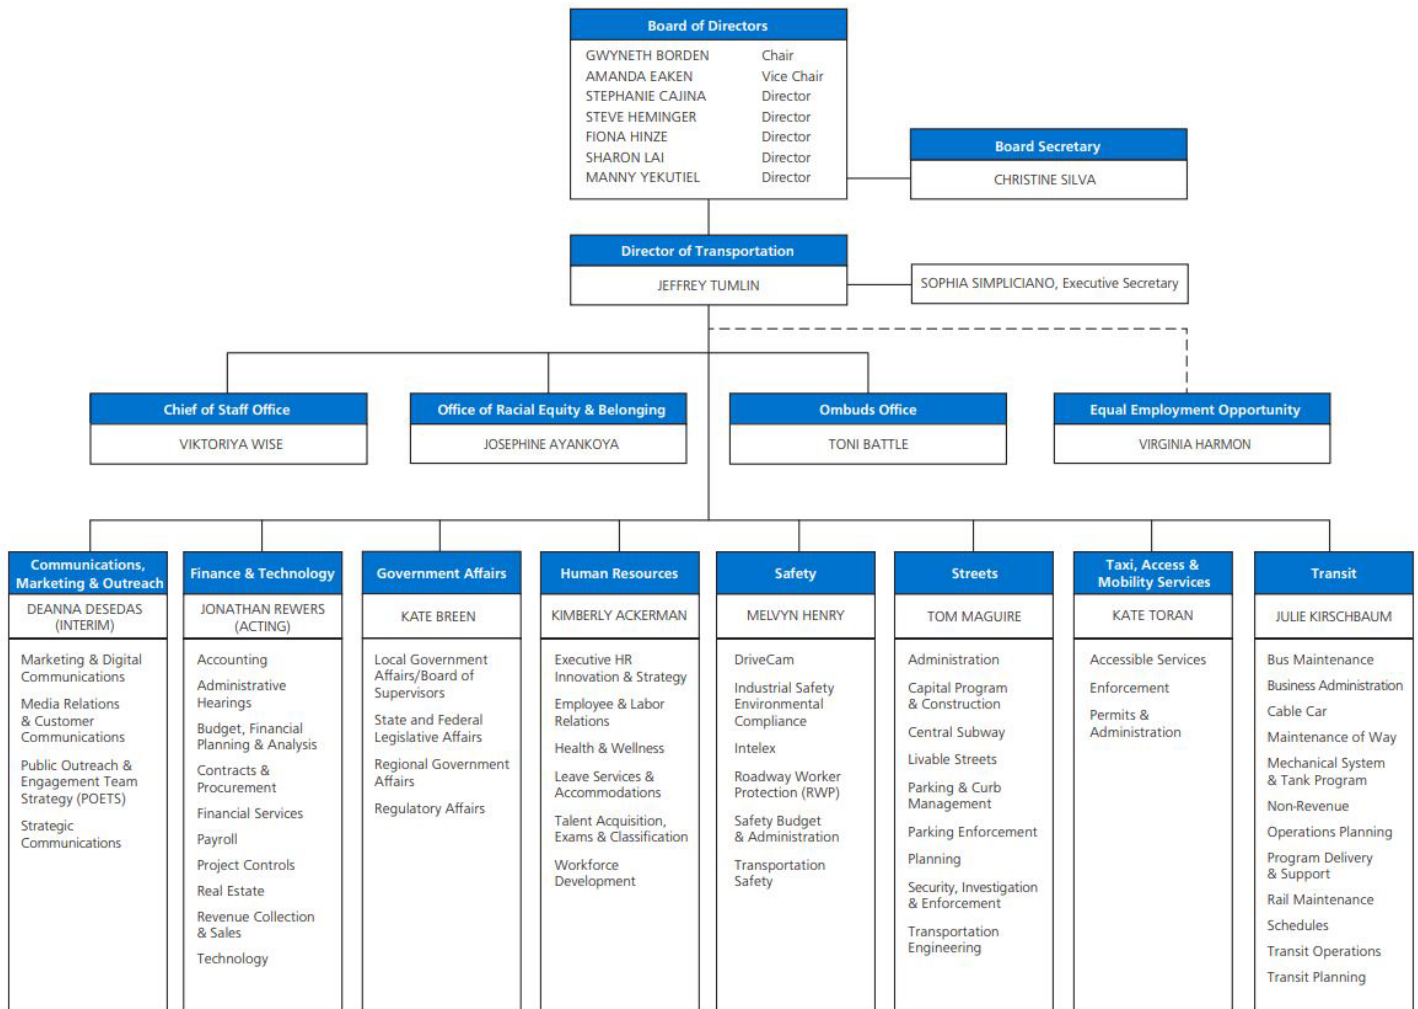 Board of Directors
GWYNETH BORDEN Chair
AMANDA EAKEN Vice Chair
STEPHANIE CAJINA Director
STEVE HEMINGER Director
FIONA HINZE Director
SHARON LAI Director
MANNY YEKUTIEL Director
Board Secretary
CHRISTINE SILVA
Director of Transportation
JEFFREY TUMLIN
SOPHIA SIMPLICIANO, Executive Secretary
Chief of Staff Office
VIKTORIYA WISE
Office of Racial Equity & Belonging
JOSEPHINE AYANKOYA
Ombuds Office
TONI BATTLE
Equal Employment Opportunity
VIRGINIA HARMON
Communications,
Marketing & Outreach
DEANNA DESEDAS
(INTERIM)
Marketing & Digital
Communications
Media Relations
& Customer
Communications
Public Outreach &
Engagement Team
Strategy (POETS)
Strategic
Communications
Finance & Technology
JONATHAN REWERS
(ACTING)
Accounting
Administrative
Hearings
Budget, Financial
Planning & Analysis
Contracts &
Procurement
Financial Services
Payroll
Project Controls
Real Estate
Revenue Collection
& Sales
Technology
Government Affairs
KATE BREEN
Local Government
Affairs/Board of
Supervisors
State and Federal
Legislative Affairs
Regional Government
Affairs
Regulatory Affairs
Human Resources
KIMBERLY ACKERMAN
Executive HR
Innovation & Strategy
Employee & Labor
Relations
Health & Wellness
Leave Services &
Accommodations
Talent Acquisition,
Exams & Classification
Workforce
Development
Safety
MELVYN HENRY
DriveCam
Industrial Safety
Environmental
Compliance
Intelex
Roadway Worker
Protection (RWP)
Safety Budget
& Administration
Transportation
Safety
Streets
TOM MAGUIRE
Administration
Capital Program
& Construction
Central Subway
Livable Streets
Parking & Curb
Management
Parking Enforcement
Planning
Security, Investigation
& Enforcement
Transportation
Engineering
Taxi, Access &
Mobility Services
KATE TORAN
Accessible Services
Enforcement
Permits &
Administration
Transit
JULIE KIRSCHBAUM
Bus Maintenance
Business Administration
Cable Car
Maintenance of Way
Mechanical System
& Tank Program
Non-Revenue
Operations Planning
Program Delivery
& Support
Rail Maintenance
Schedules
Transit Operations
Transit Planning